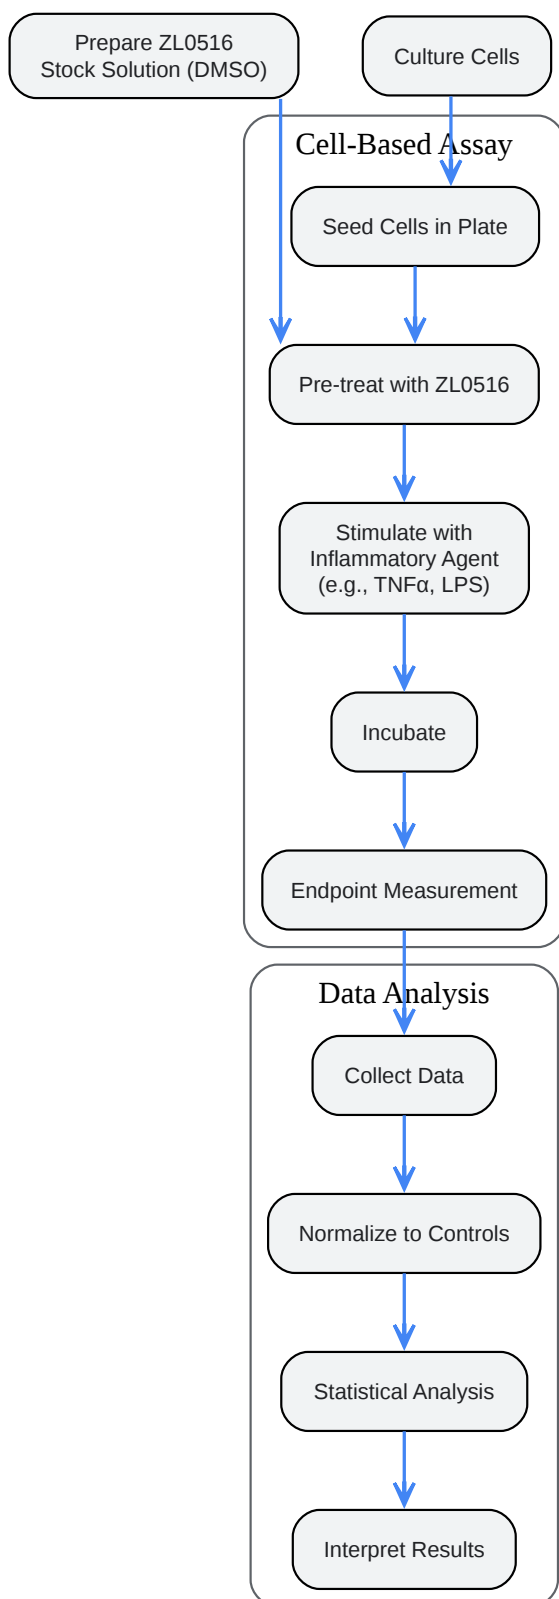 Prepare ZL0516
Stock Solution (DMSO)
Culture Cells
Cell-Based Assay
Seed Cells in Plate
Pre-treat with ZL0516
Stimulate with
Inflammatory Agent
(e.g., TNFα, LPS)
Incubate
Endpoint Measurement
Data Analysis
Collect Data
Normalize to Controls
Statistical Analysis
Interpret Results